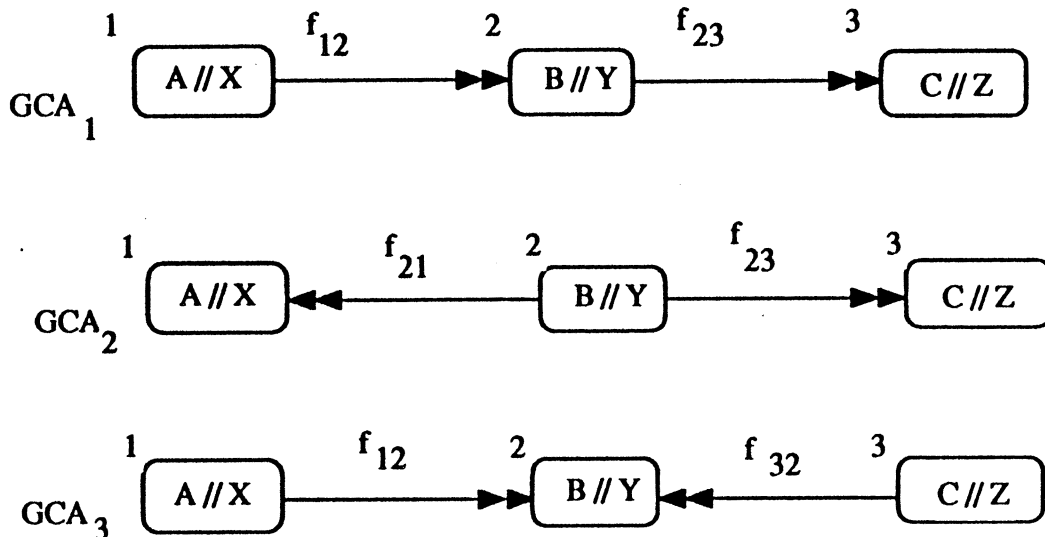 1 f12 2 f23 3
GCA1 A // X B // Y C // Z
1 f21 2 f23 3
GCA2 A // X B // Y C // Z
1 f12 2 f32 3
GCA3 A // X B // Y C // Z